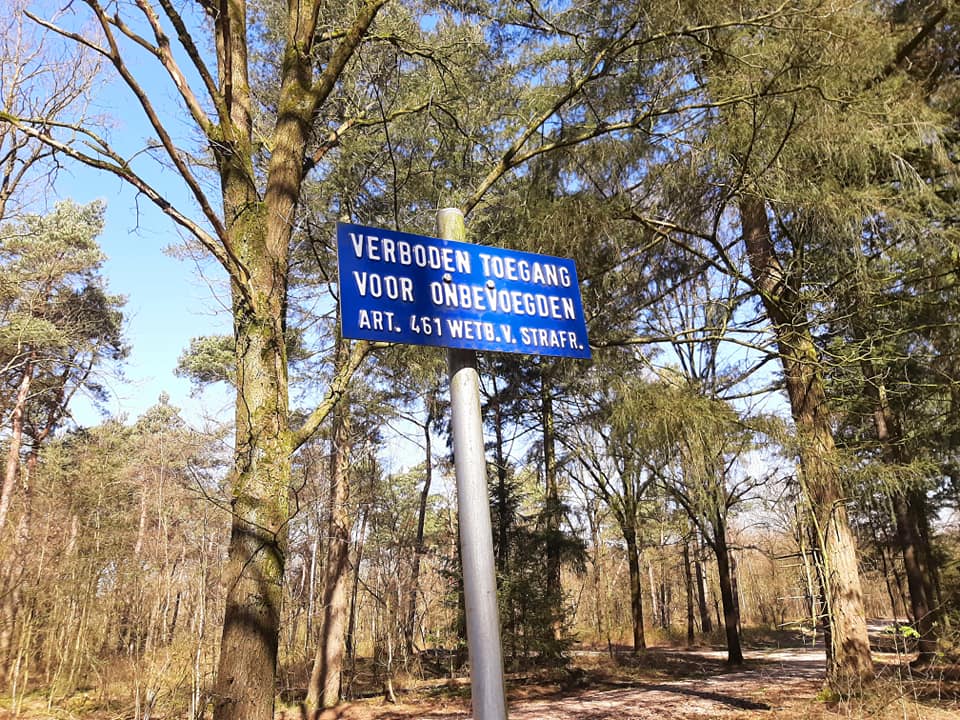 VERBODEN TOEGANG
VOOR ONBEVOEGDEN
ART. 461 WETB.V. STRAFR.